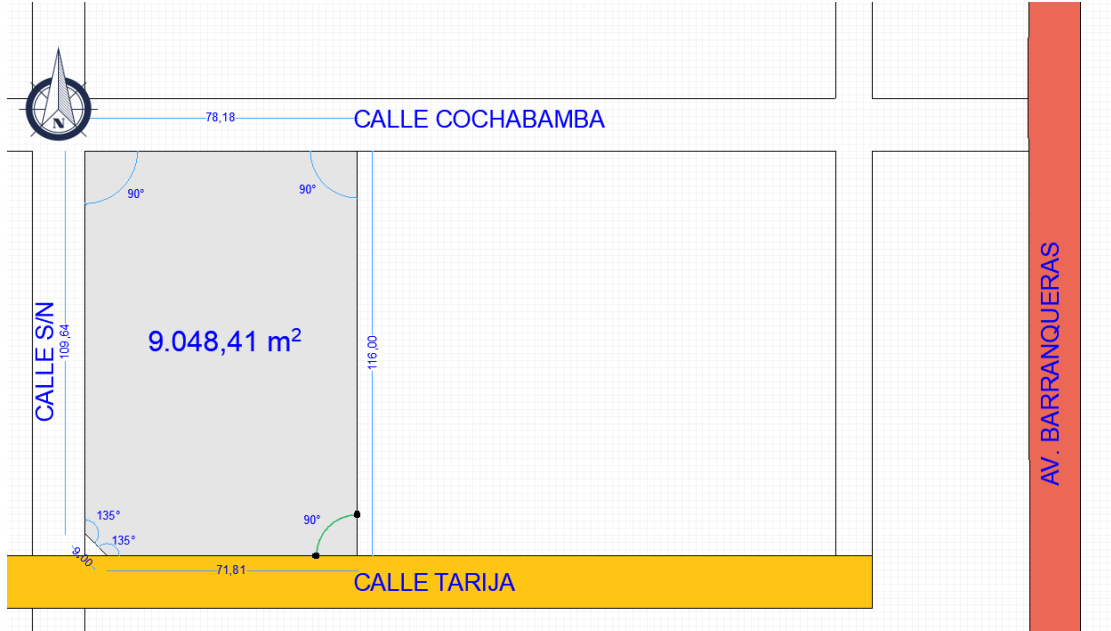 N
78,18
CALLE COCHABAMBA
90°
90°
CALLE S/N
109,64
9.048,41 m²
116,00
AV. BARRANQUERAS
135°
135°
90°
9,00
71,81
CALLE TARIJA